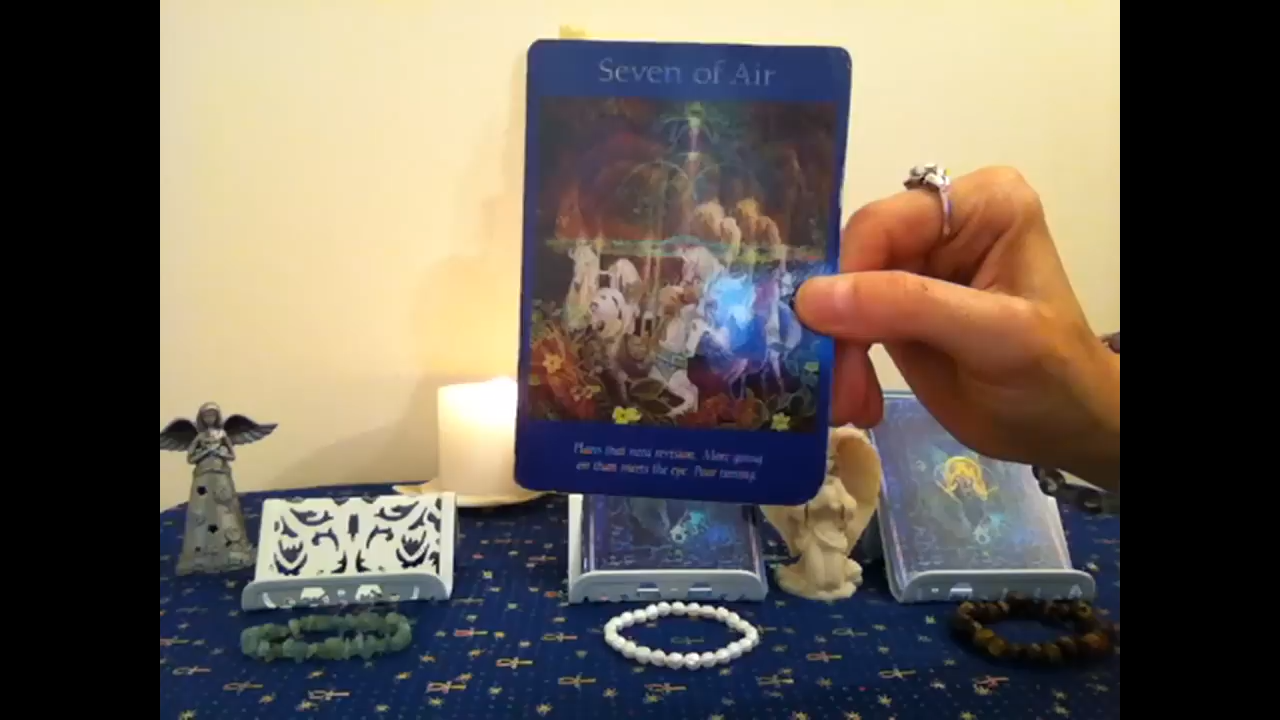 Seven of Air
Plans that need revision. More going
on than meets the eye. Poor timing.